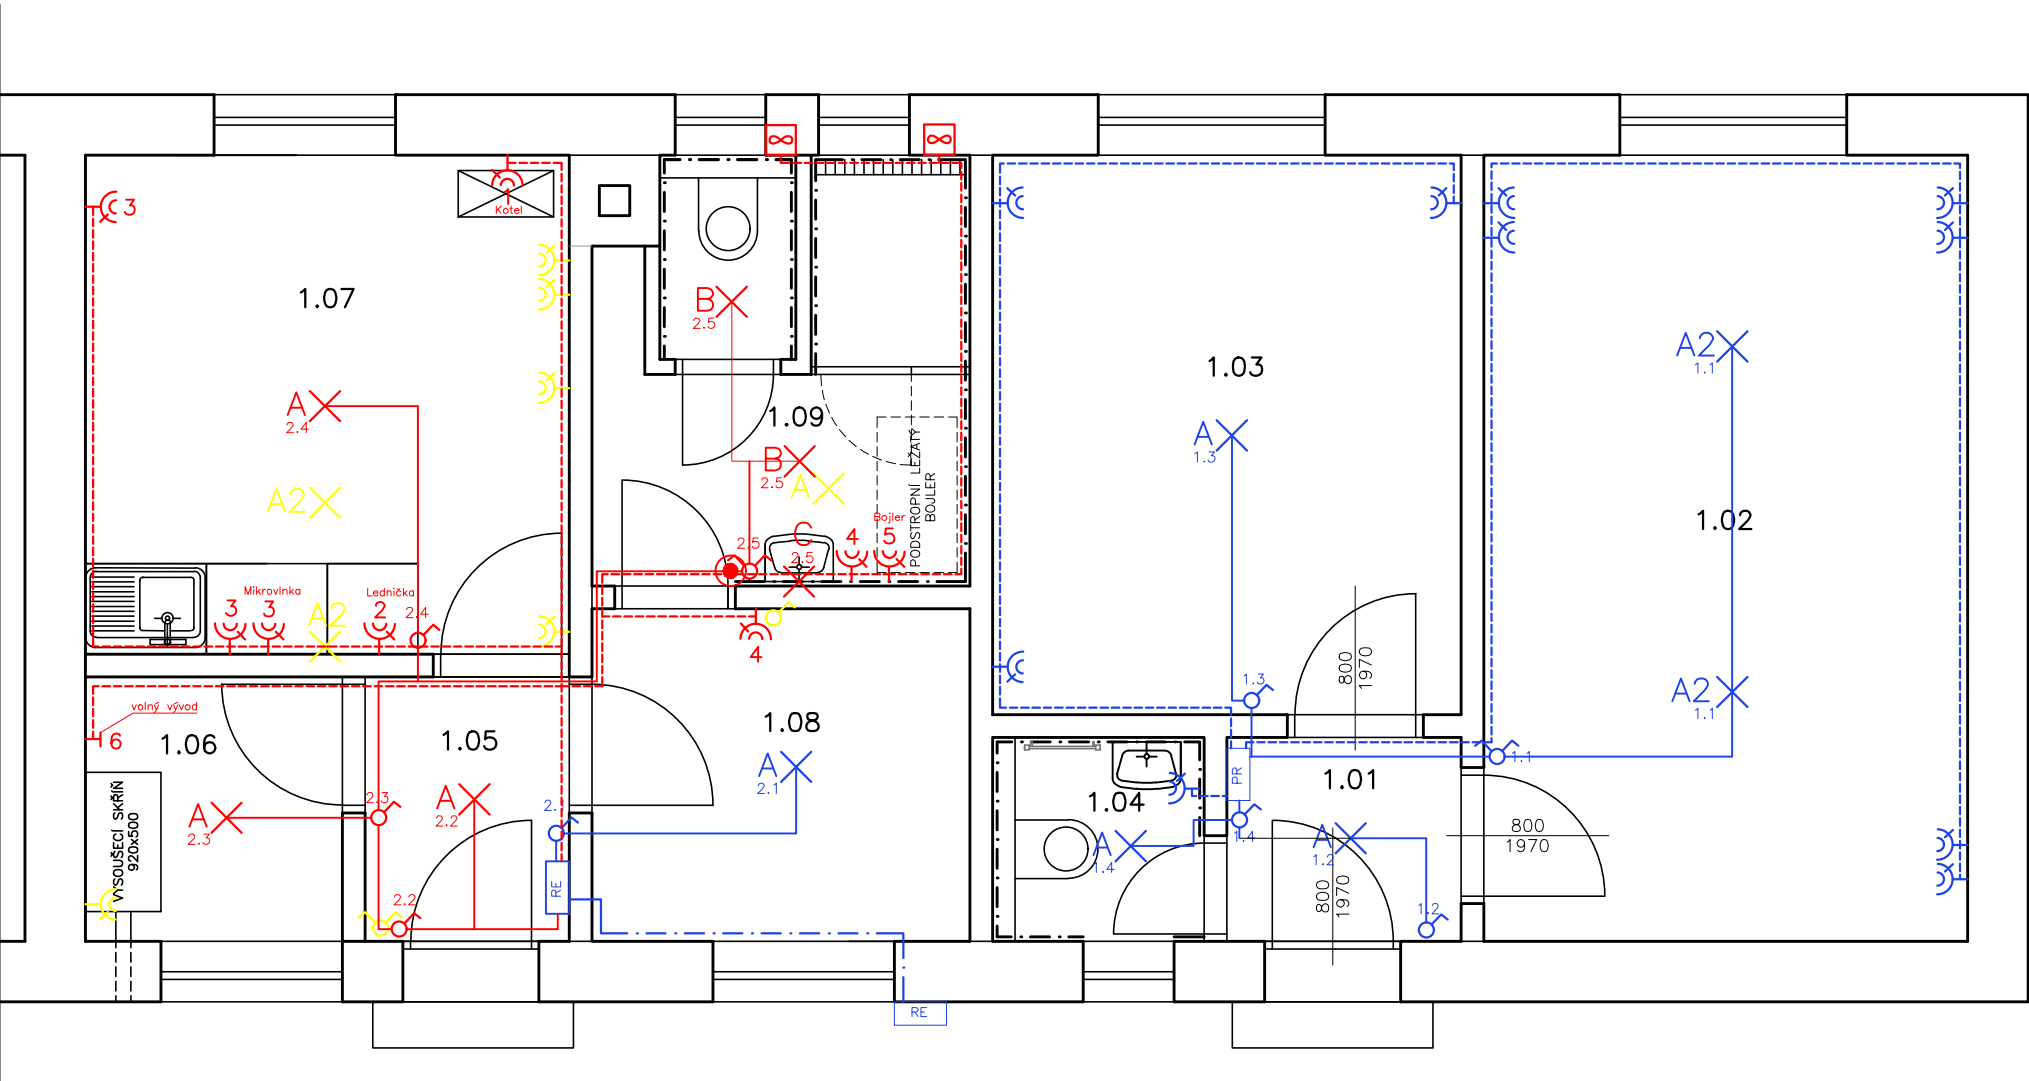 3
1
Kotel
1.07
B
2.5
1.03
A2
1.1
A
2.4
1.09
A
1.3
B
2.5
A
A2
PODSTROPNÍ LEŽATÝ
BOJLER
1.02
Bojler
C
2.5
2.5
4
5
Mikrovlnka
Lednička
3
3
2
2.4
A2
4
800
1970
1.3
A2
1.1
volný vývod
6
1.06
1.05
1.08
1.1
A
2.1
PR
1.01
1.04
VYSOUŠECÍ SKŘÍŇ
920x500
A
2.3
2.3
A
2.2
2.1
A
1.4
1.4
A
1.2
800
1970
RE
2.2
800
1970
1.2
RE